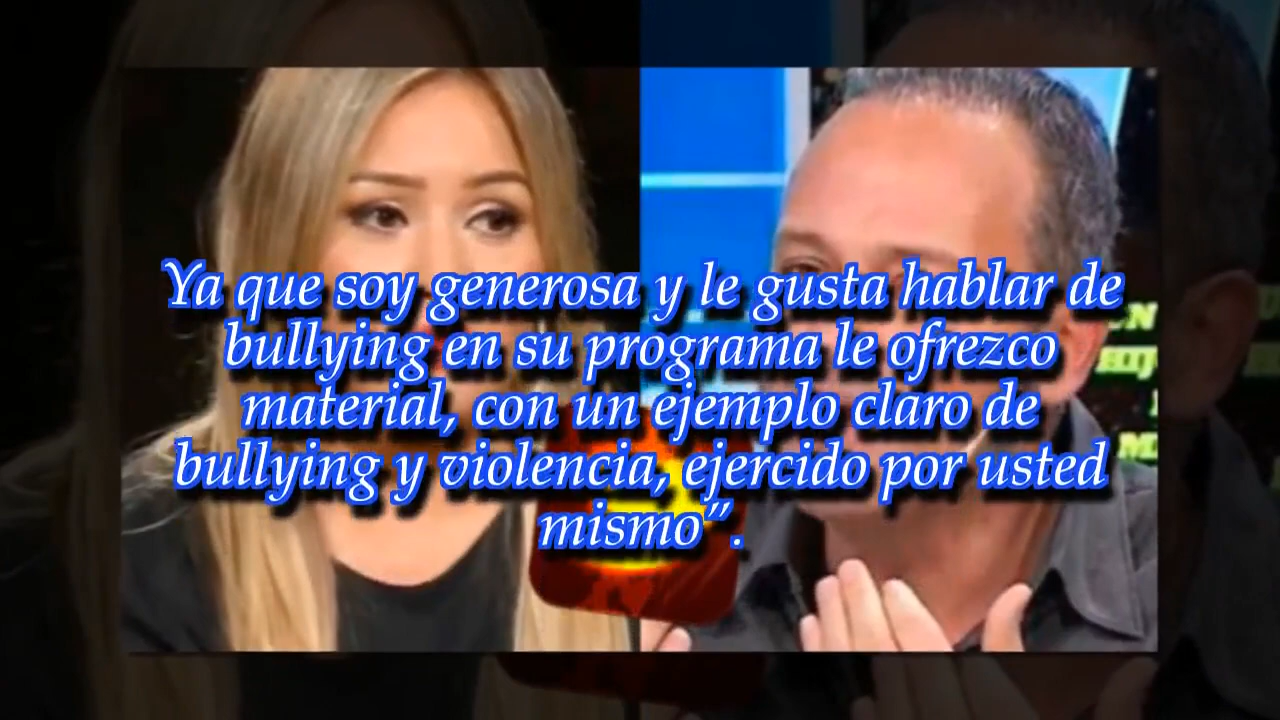 Ya que soy generosa y le gusta hablar de
bullying en su programa le ofrezco
material, con un ejemplo claro de
bullying y violencia, ejercido por usted
mismo”.